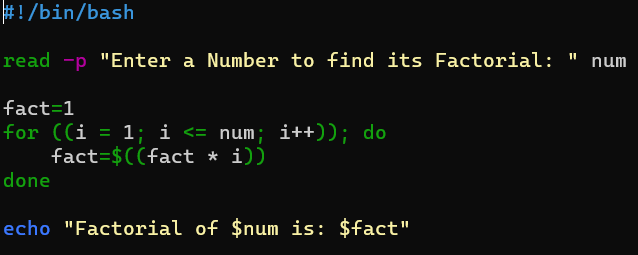 #!/bin/bash
read -p "Enter a Number to find its Factorial: " num
fact=1
for ((i = 1; i <= num; i++)); do
    fact=$((fact * i))
done
echo "Factorial of $num is: $fact"